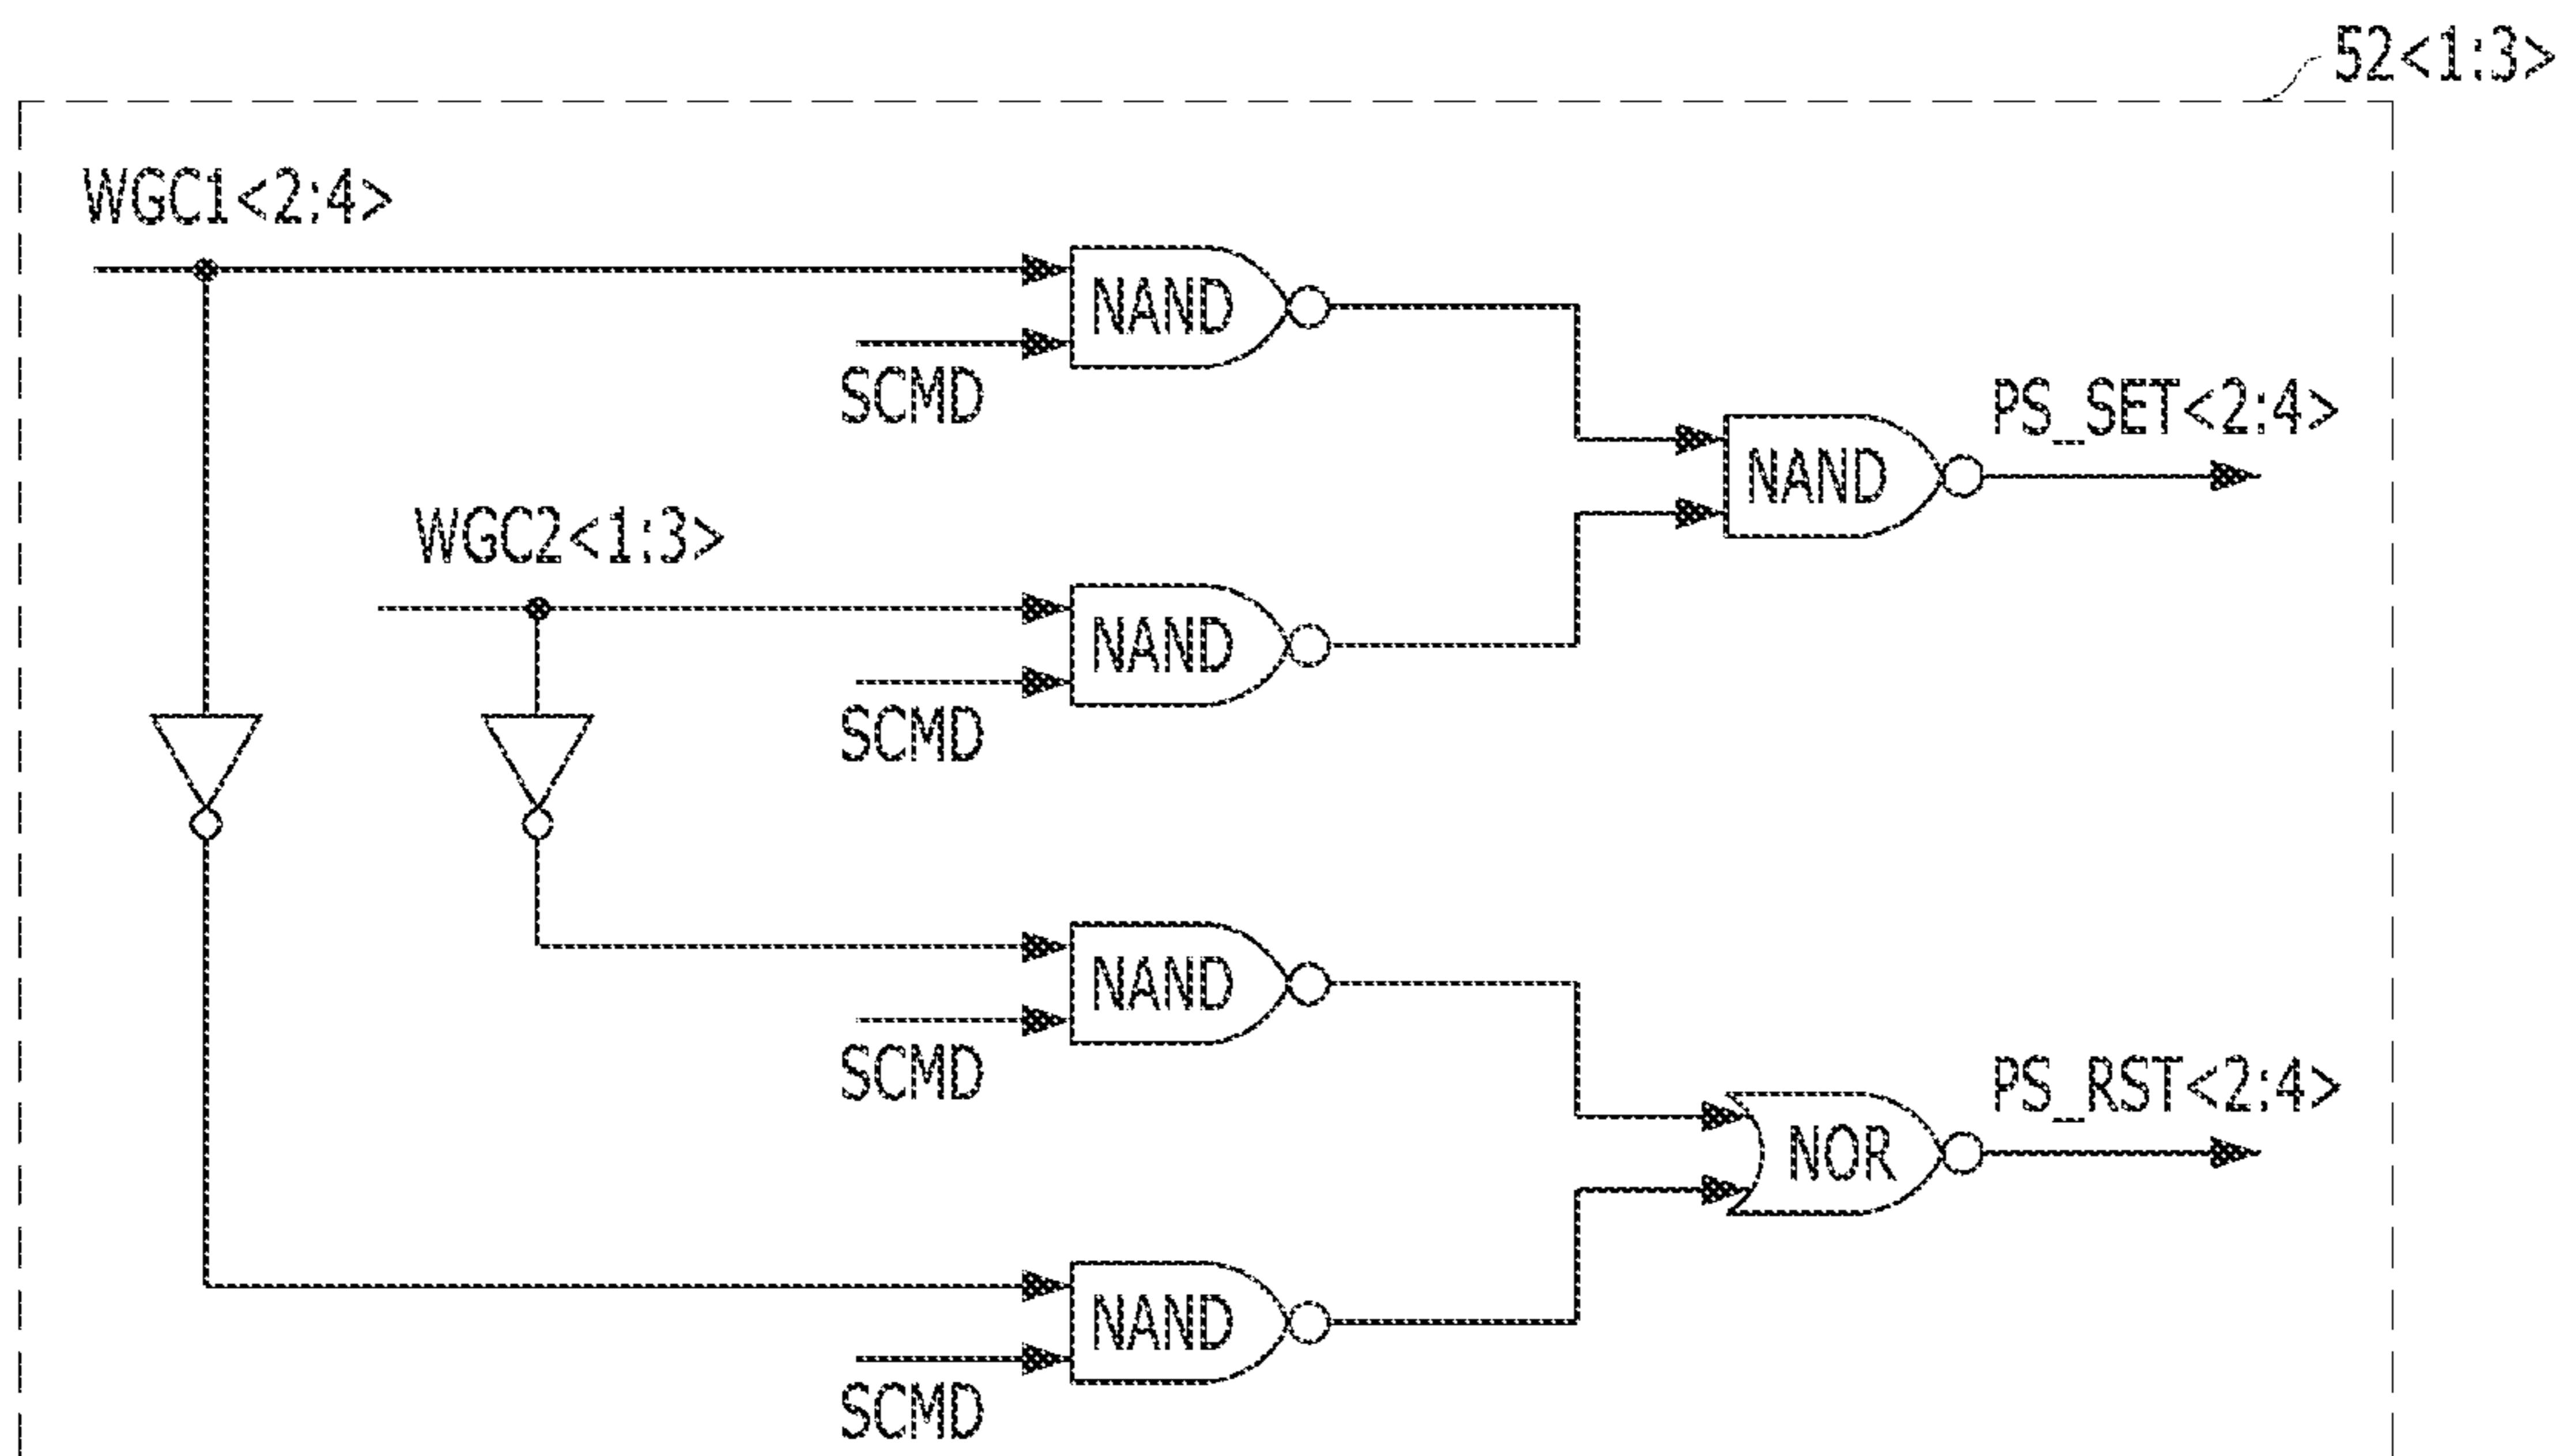 52<1:3>
WGC1<2:4>
NAND
SCMD
PS_SET<2:4>
NAND
WGC2<1:3>
NAND
SCMD
NAND
SCMD
PS_RST<2:4>
NOR
NAND
SCMD